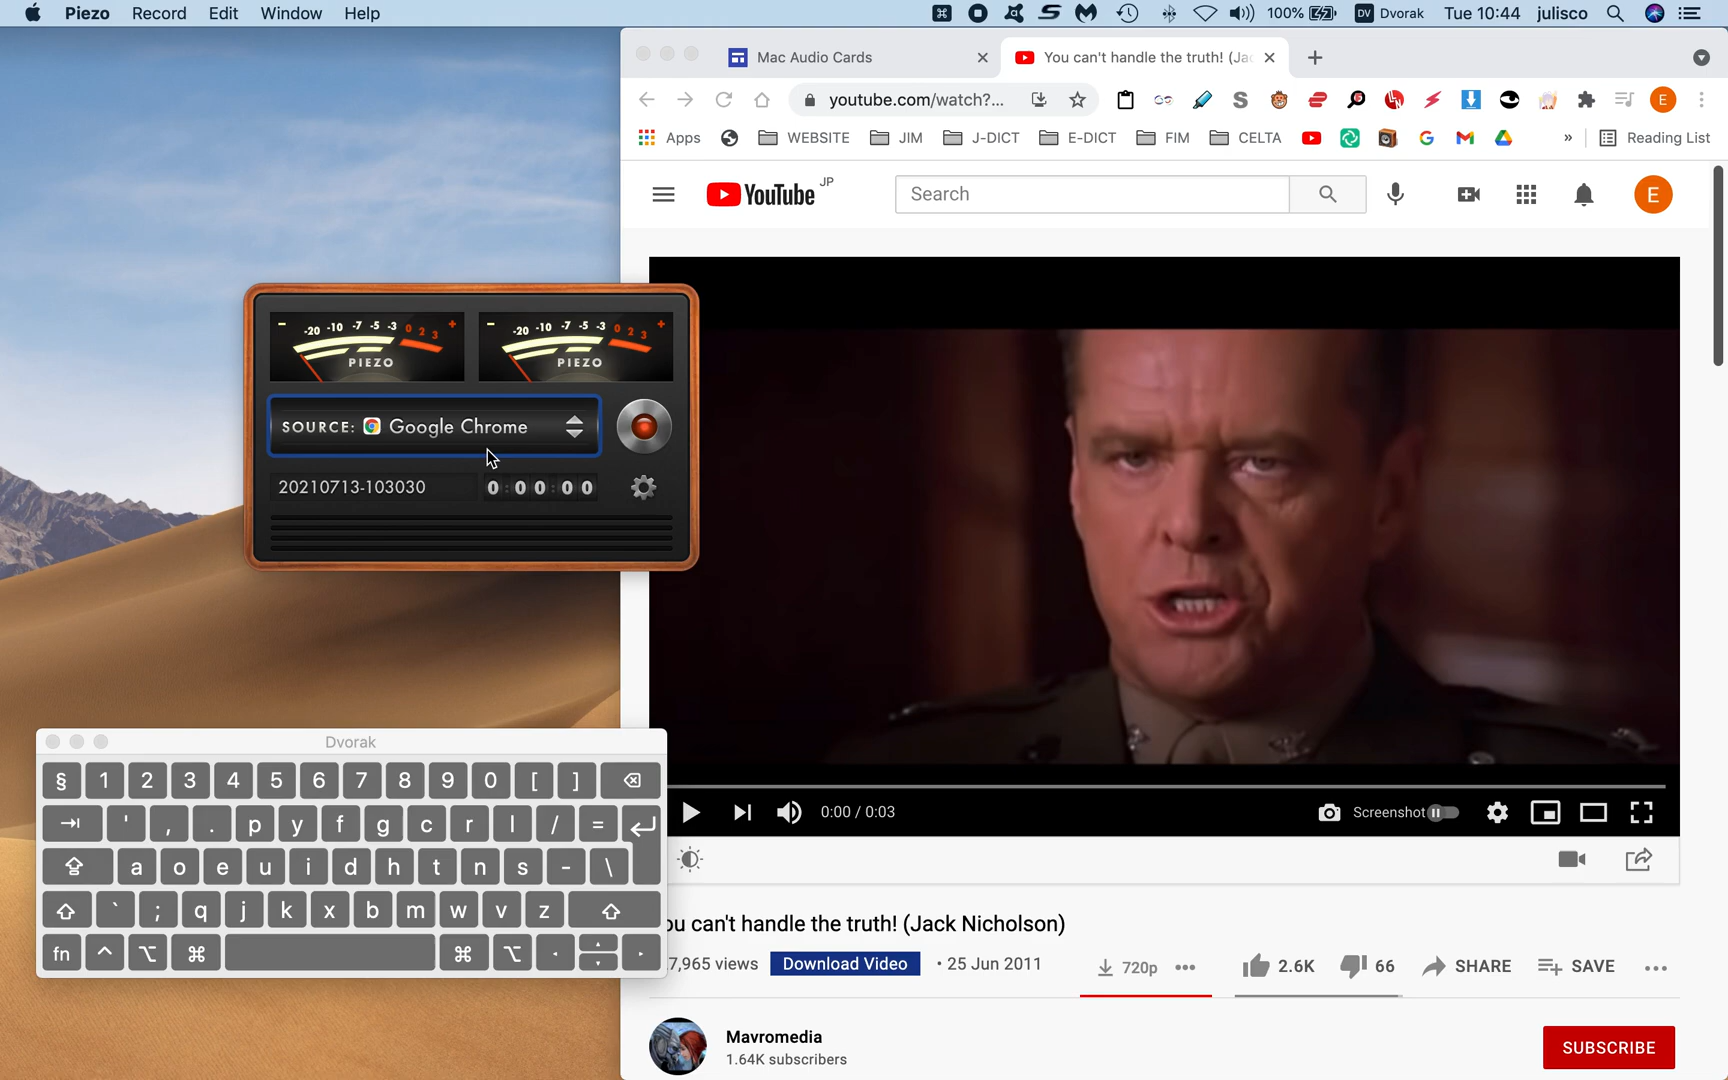 Piezo Record Edit Window Help 100% DV Dvorak Tue 10:44 julisco
Mac Audio Cards
You can't handle the truth! (Jac
youtube.com/watch?...
E
Apps WEBSITE JIM J-DICT E-DICT FIM CELTA » Reading List
YouTube JP
Search
E
- -20 -10 -7 -5 -3 0 2 3 +
PIEZO
- -20 -10 -7 -5 -3 0 2 3 +
PIEZO
SOURCE: Google Chrome
20210713-103030 0:00:00
0:00 / 0:03
Screenshot
Dvorak
§ 1 2 3 4 5 6 7 8 9 0 [ ]
' , . p y f g c r l / =
a o e u i d h t n s - \
` ; q j k x b m w v z
fn ^ ⌥ ⌘ ⌘ ⌥
ou can't handle the truth! (Jack Nicholson)
7,965 views Download Video • 25 Jun 2011
720p ••• 2.6K 66 SHARE SAVE •••
Mavromedia
1.64K subscribers
SUBSCRIBE